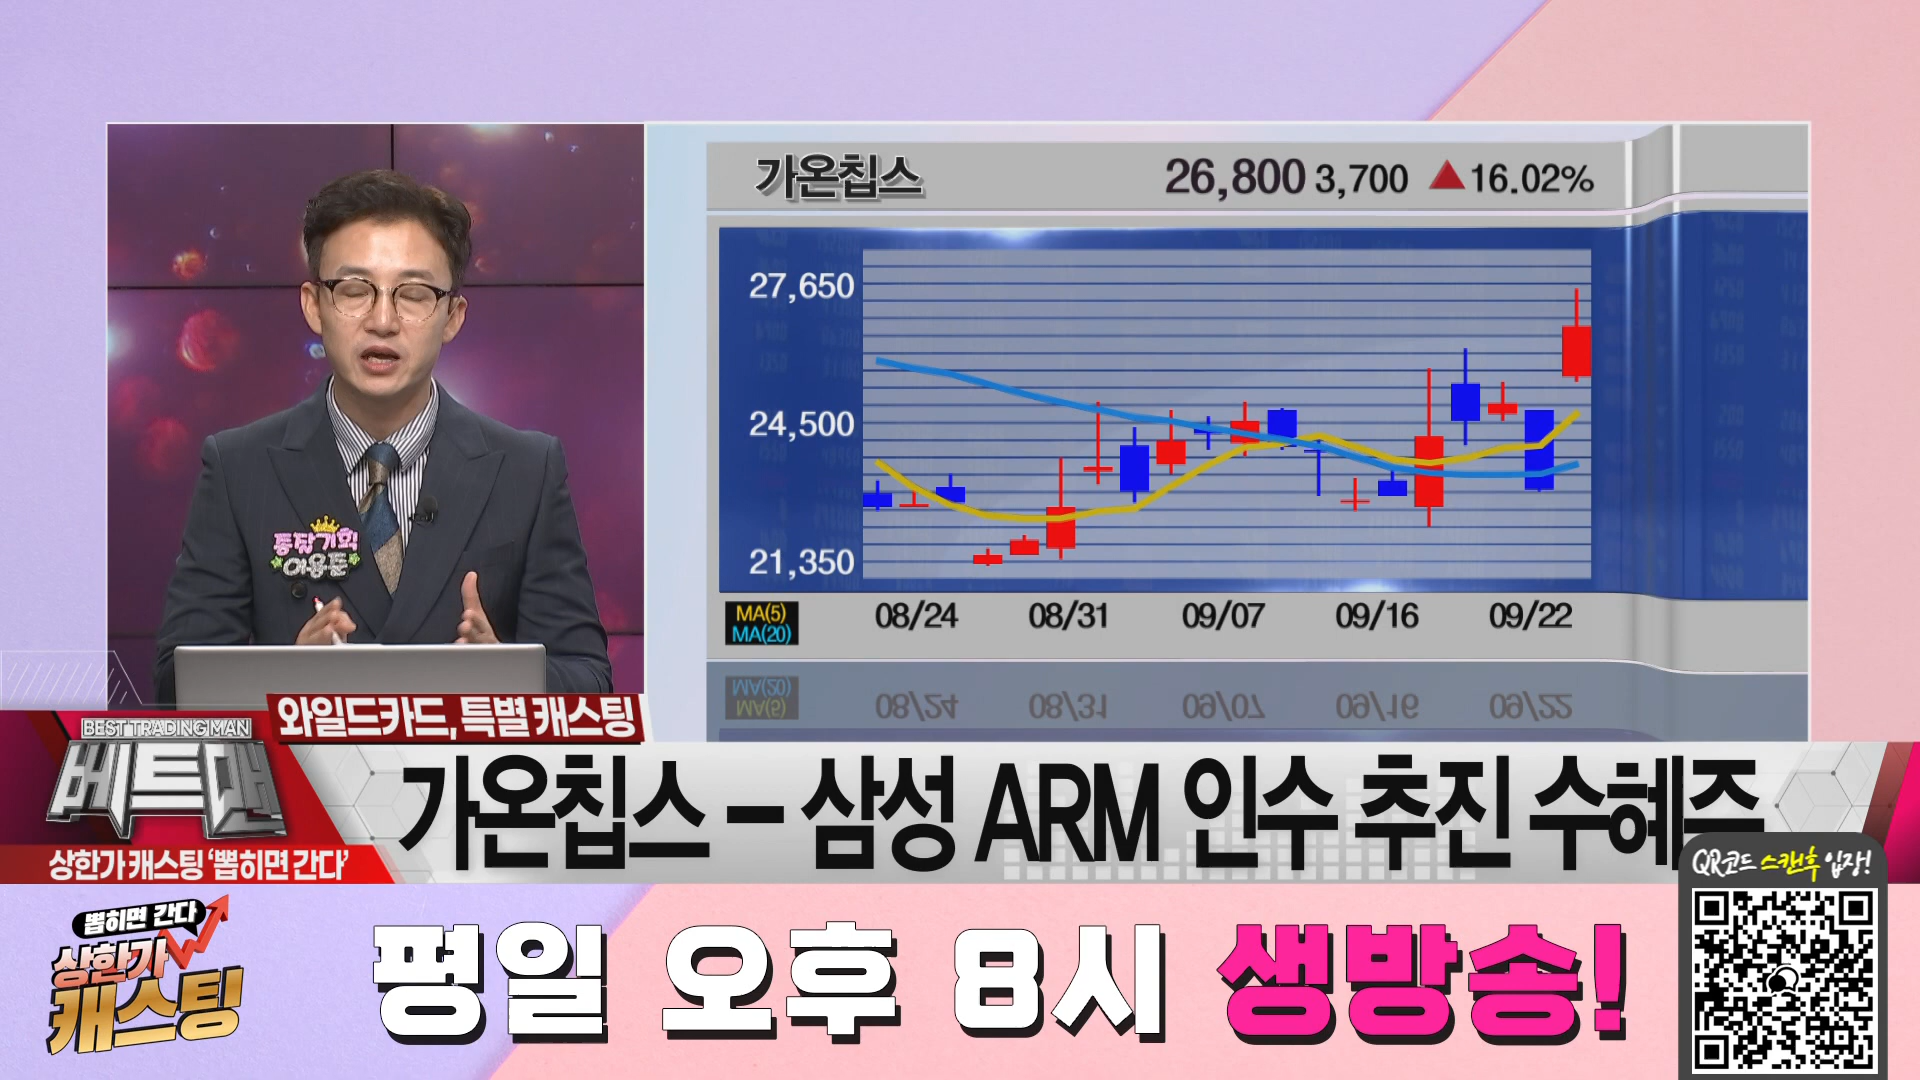 가온칩스
26,800 3,700 ▲16.02%
27,650
24,500
21,350
MA(5)
MA(20)
08/24 08/31 09/07 09/16 09/22
통장기획
여용툰
와일드카드, 특별 캐스팅
BEST TRADING MAN
베트맨
가온칩스 - 삼성 ARM 인수 추진 수혜주
상한가 캐스팅 '뽑히면 간다'
QR코드 스캔후 입장!
뽑히면 간다
상한가
캐스팅
평일 오후 8시 생방송!